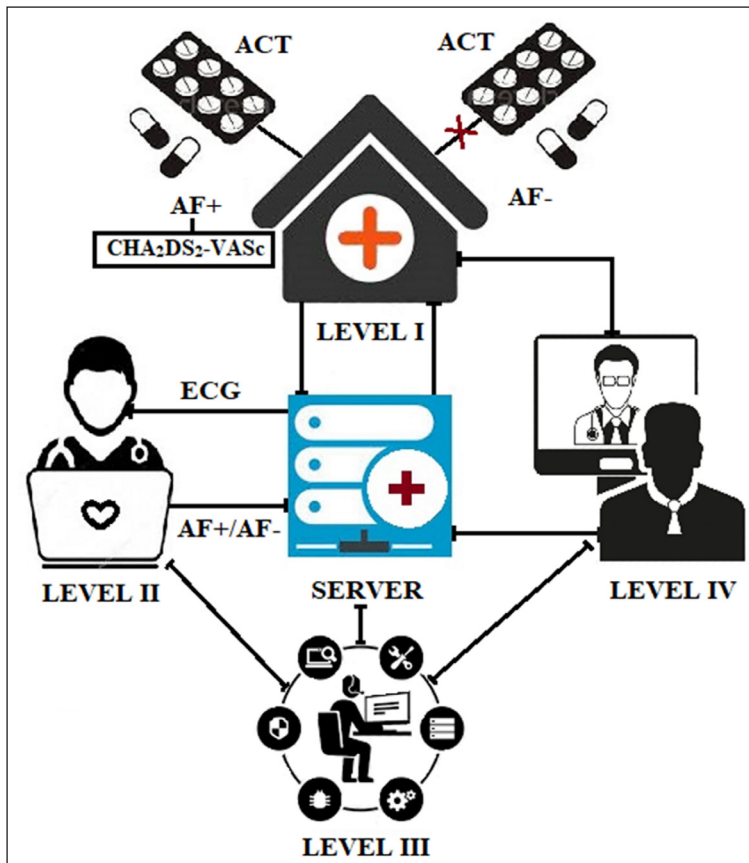 ACT
ACT
AF+
AF-
CHA₂DS₂-VASc
LEVEL I
ECG
AF+/AF-
LEVEL II
SERVER
LEVEL IV
LEVEL III